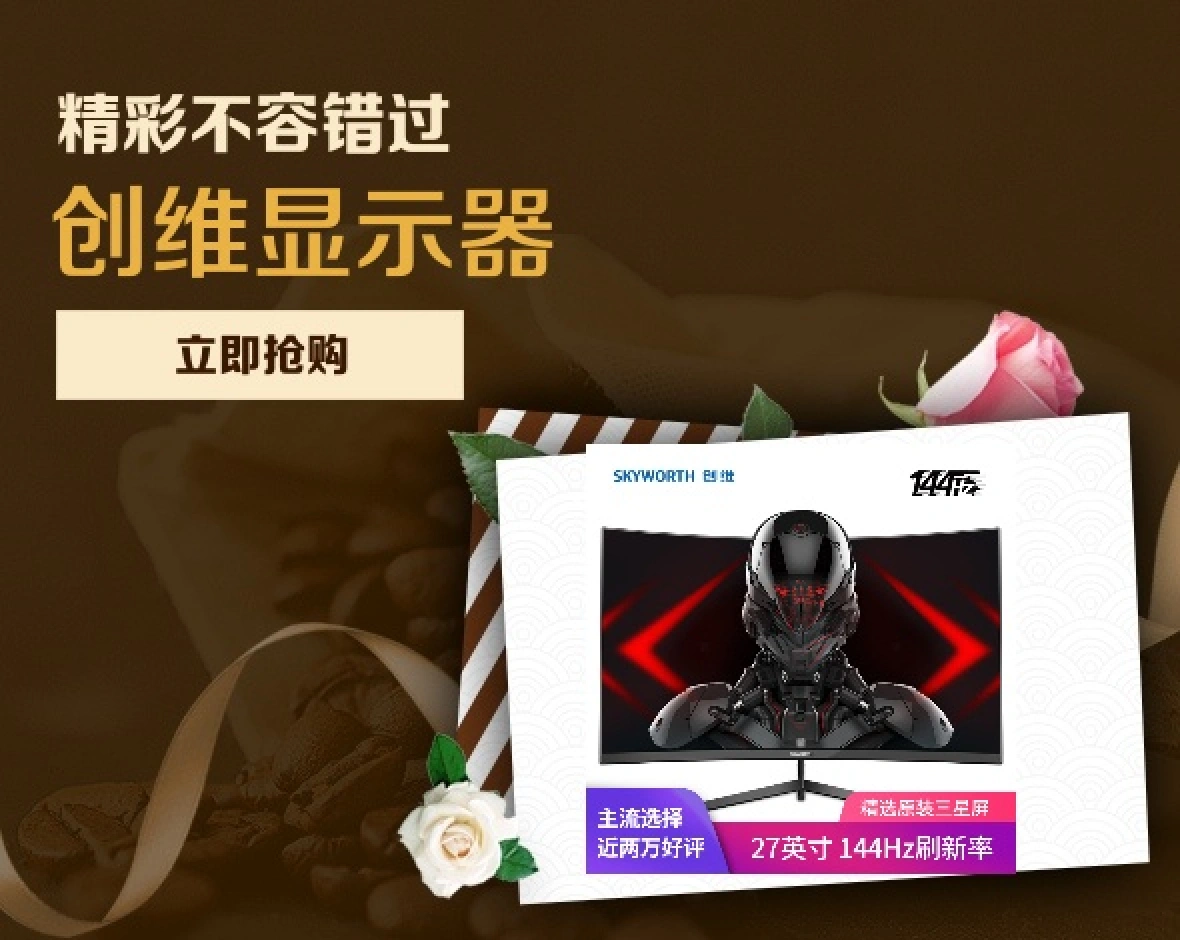 精彩不容错过
创维显示器
立即抢购
SKYWORTH 创维
主流选择
近两万好评
精选原装三星屏
27英寸 144Hz刷新率